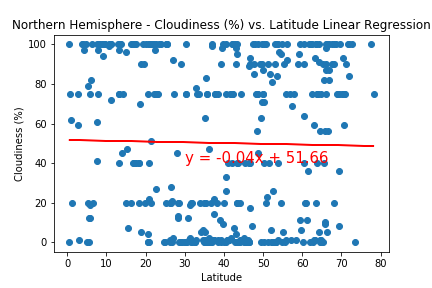 Northern Hemisphere - Cloudiness (%) vs. Latitude Linear Regression
100
80
60
40
20
0
Cloudiness (%)
y = -0.04x + 51.66
0 10 20 30 40 50 60 70 80
Latitude